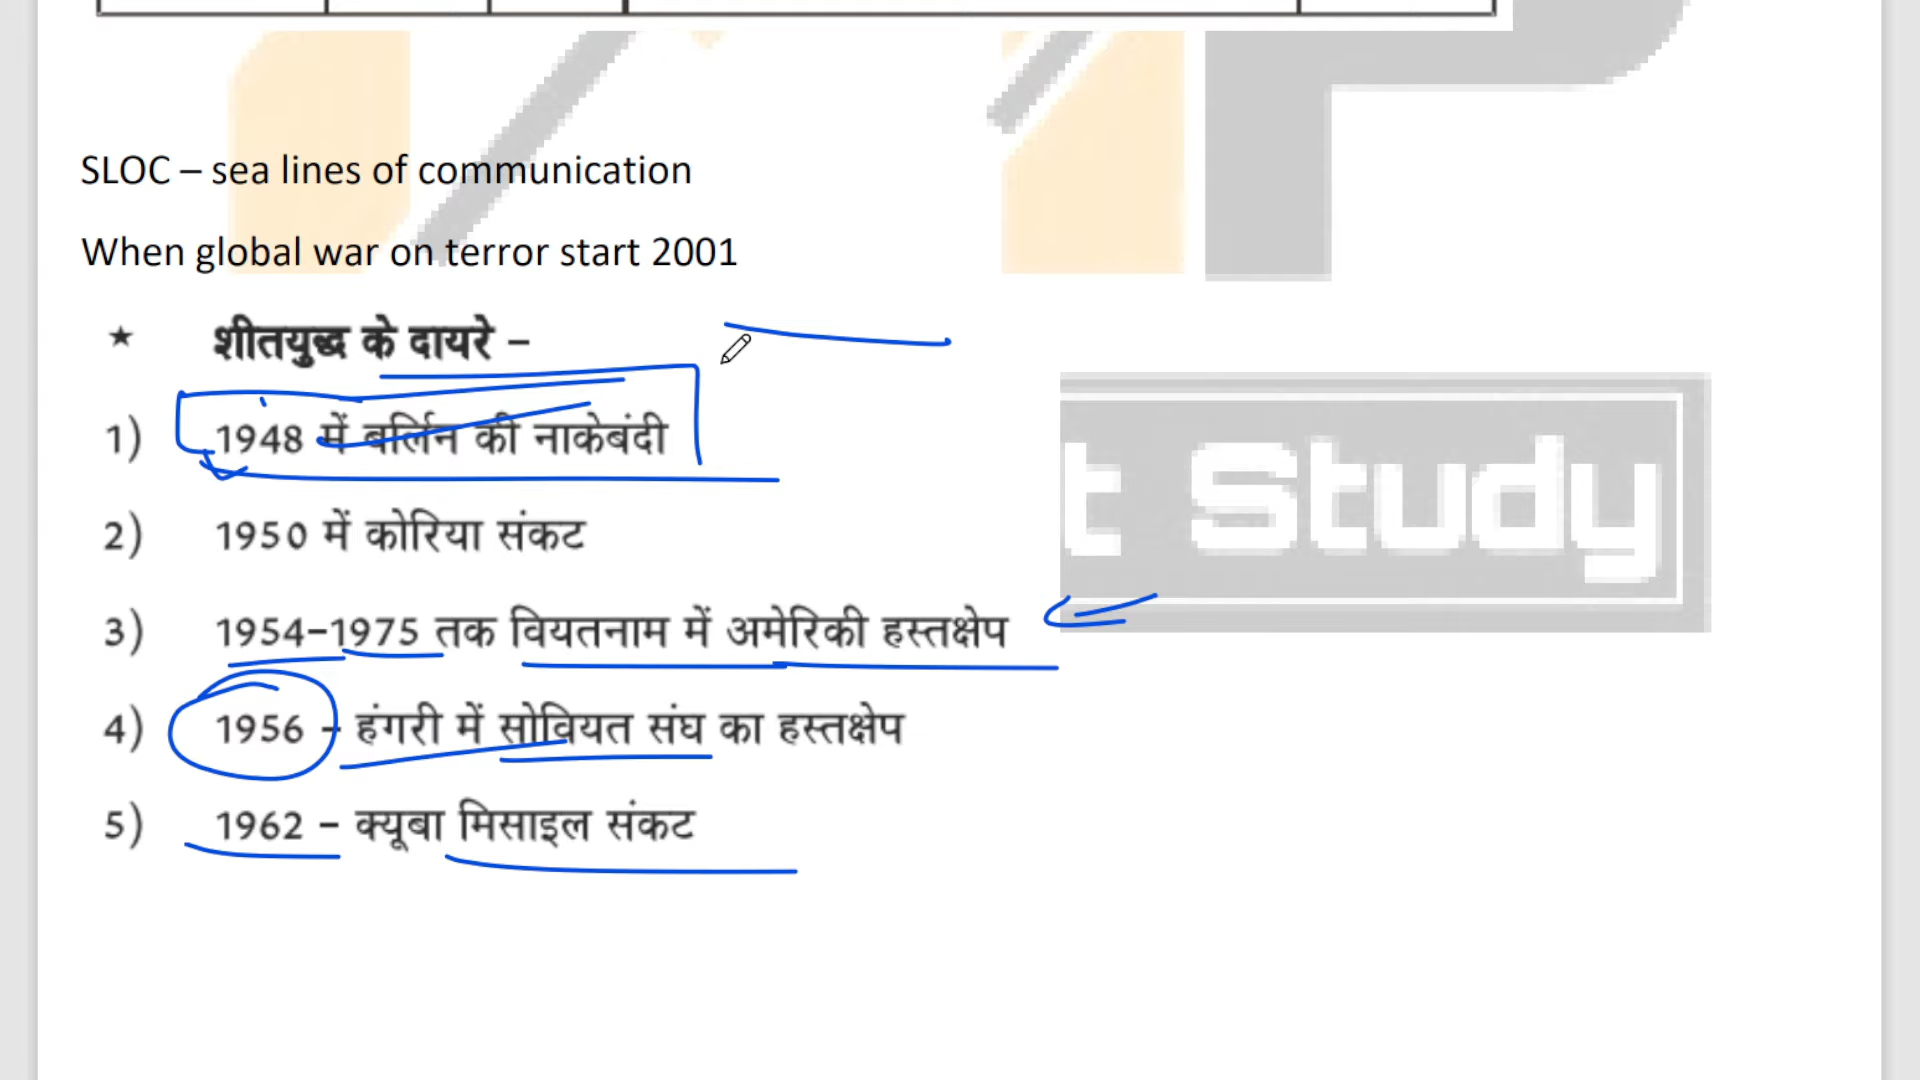 SLOC – sea lines of communication
When global war on terror start 2001
★ शीतयुद्ध के दायरे –
1) 1948 में बर्लिन की नाकेबंदी
2) 1950 में कोरिया संकट
t Study
3) 1954-1975 तक वियतनाम में अमेरिकी हस्तक्षेप
4) 1956 - हंगरी में सोवियत संघ का हस्तक्षेप
5) 1962 - क्यूबा मिसाइल संकट